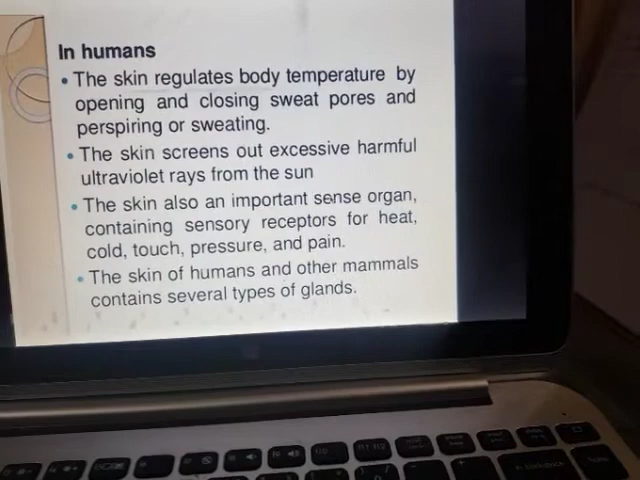 In humans
• The skin regulates body temperature by
opening and closing sweat pores and
perspiring or sweating.
• The skin screens out excessive harmful
ultraviolet rays from the sun
• The skin also an important sense organ,
containing sensory receptors for heat,
cold, touch, pressure, and pain.
• The skin of humans and other mammals
contains several types of glands.